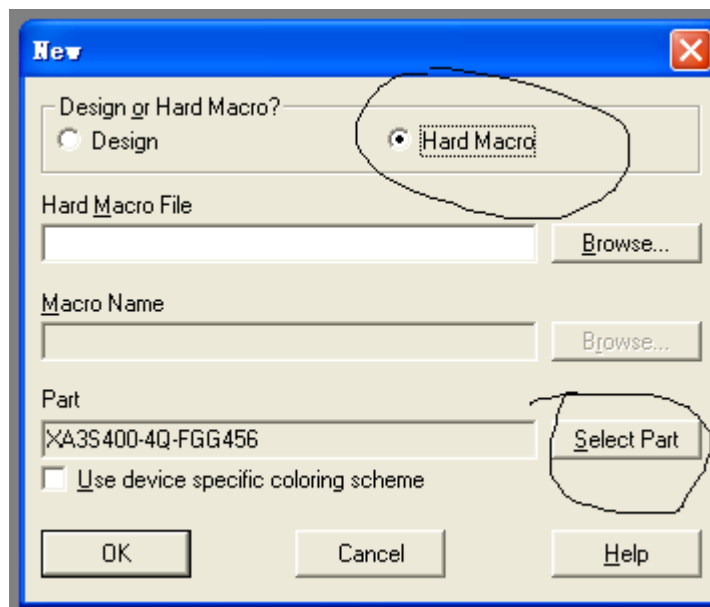 New
Design or Hard Macro?
Design Hard Macro
Hard Macro File
Browse...
Macro Name
Browse...
Part
XA3S400-4Q-FGG456 Select Part
Use device specific coloring scheme
OK Cancel Help